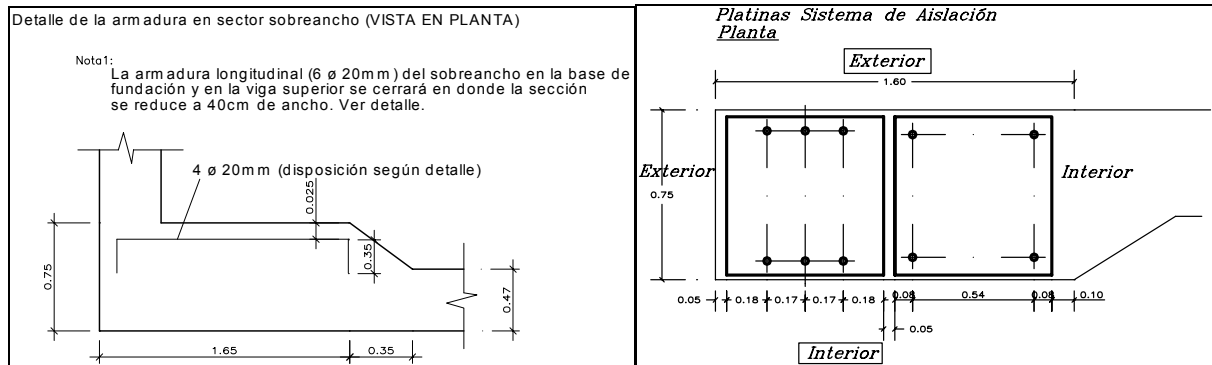 Detalle de la armadura en sector sobreancho (VISTA EN PLANTA)
Nota1:
La armadura longitudinal (6 ø 20mm) del sobreancho en la base de
fundación y en la viga superior se cerrará en donde la sección
se reduce a 40cm de ancho. Ver detalle.
4 ø 20mm (disposición según detalle)
0.025
0.35
0.75
0.47
1.65
0.35
Platinas Sistema de Aislación
Planta
Exterior
1.60
Exterior
Interior
0.75
0.05
0.18
0.17
0.17
0.18
0.08
0.54
0.08
0.10
0.05
Interior